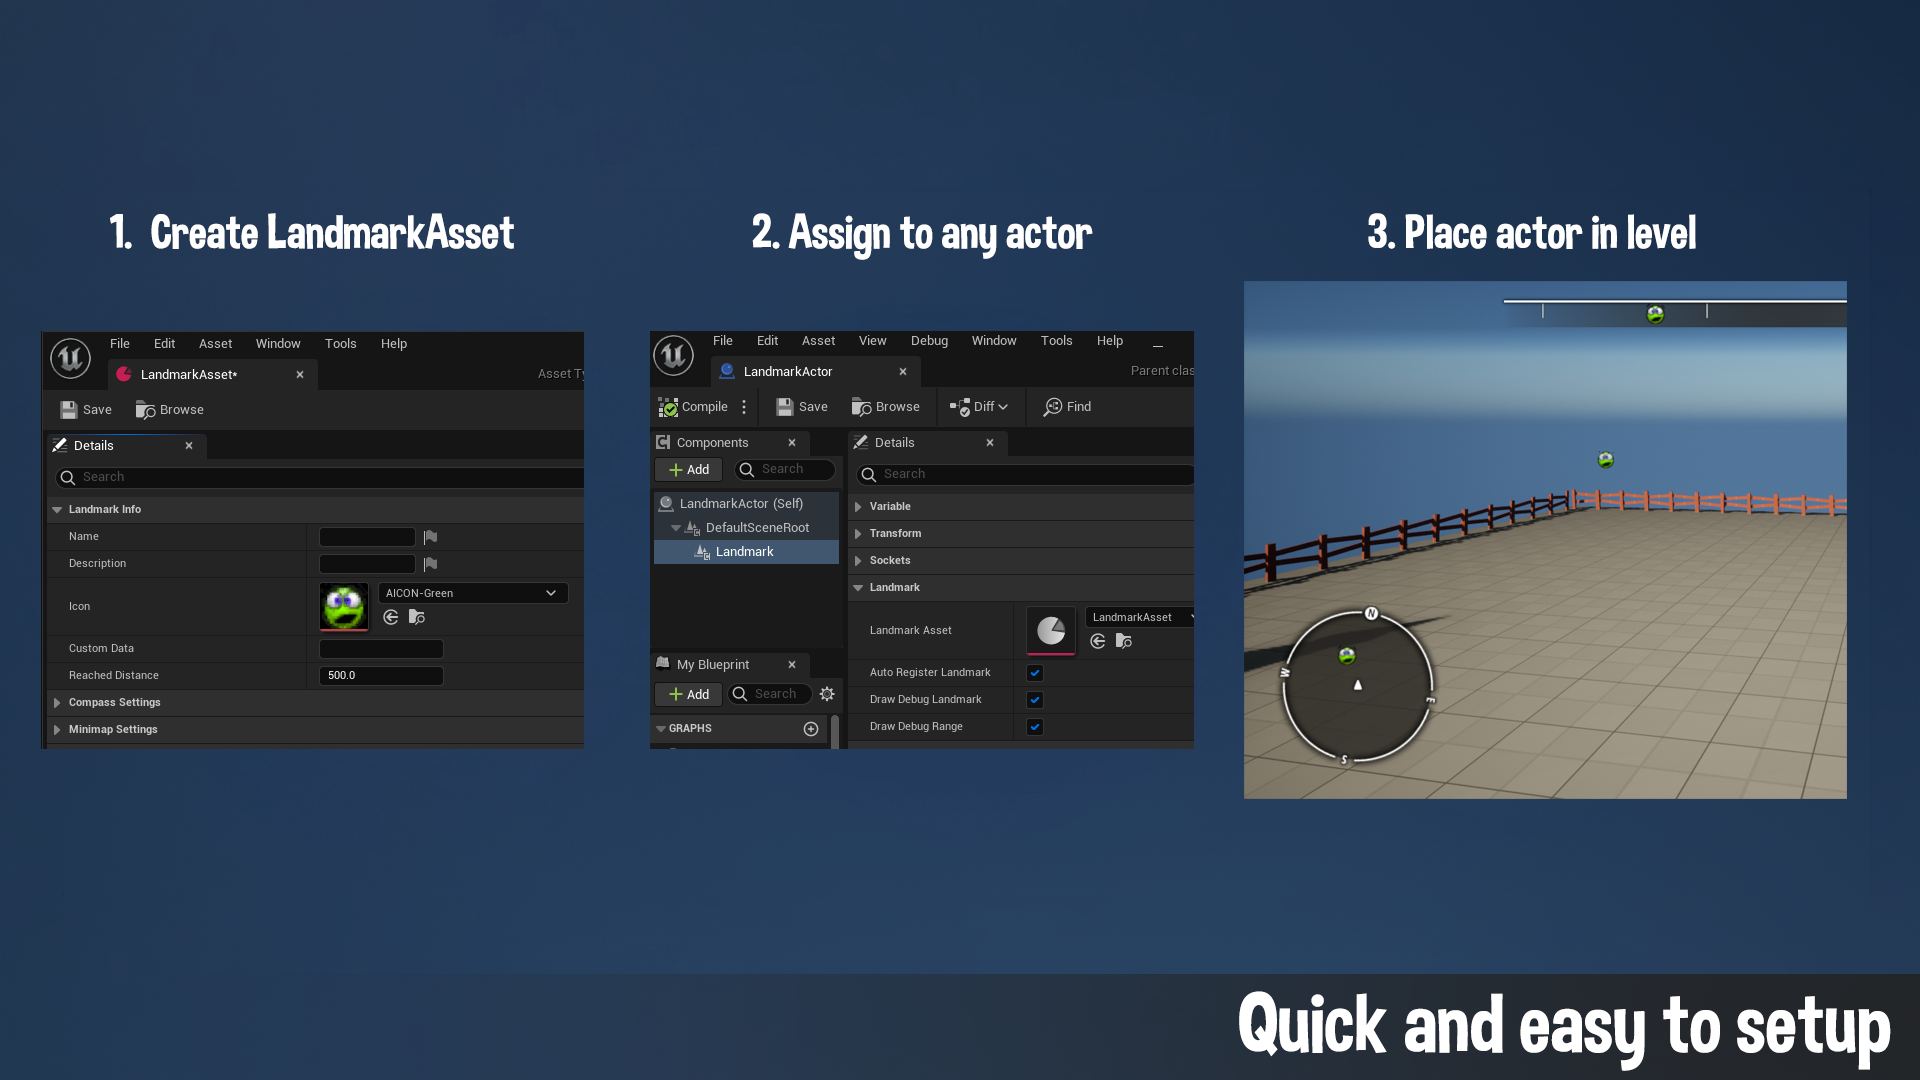 1. Create LandmarkAsset
2. Assign to any actor
3. Place actor in level
File Edit Asset Window Tools Help
LandmarkAsset*
Asset Ty
Save Browse
Details
Search
Landmark Info
Name
Description
Icon
AICON-Green
Custom Data
Reached Distance 500.0
Compass Settings
Minimap Settings
File Edit Asset View Debug Window Tools Help
LandmarkActor
Parent clas
Compile Save Browse Diff Find
Components
Add Search
LandmarkActor (Self)
DefaultSceneRoot
Landmark
My Blueprint
Add Search
GRAPHS
Details
Search
Variable
Transform
Sockets
Landmark
Landmark Asset LandmarkAsset
Auto Register Landmark
Draw Debug Landmark
Draw Debug Range
N
W
E
S
Quick and easy to setup